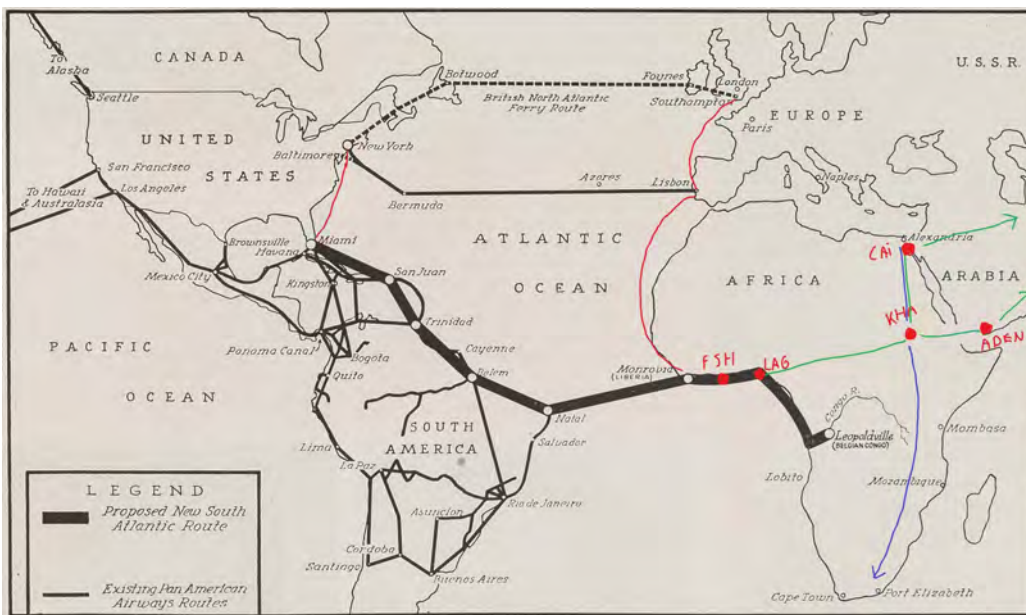 To
Alaska
CANADA
Seattle
UNITED
STATES
San Francisco
Los Angeles
To Hawaii
& Australasia
Baltimore
New York
Botwood
Foynes
London
Southampton
British North Atlantic
Ferry Route
Paris
EUROPE
U.S.S.R.
Azores
Lisbon
Bermuda
Naples
Alexandria
Brownsville
Havana
Miami
Mexico City
Kingston
San Juan
ATLANTIC
OCEAN
AFRICA
ARABIA
CAI
KHA
ADEN
FSH
LAG
Trinidad
Panama Canal
Bogota
Cayenne
Belem
Quito
PACIFIC
OCEAN
Monrovia
(LIBERIA)
Natal
Congo R.
Leopoldville
(BELGIAN CONGO)
Mombasa
SOUTH
AMERICA
Salvador
Lima
La Paz
Lobito
Mozambique
Rio de Janeiro
Asuncion
Cordoba
Santiago
Buenos Aires
Cape Town
Port Elizabeth
LEGEND
Proposed New South
Atlantic Route
Existing Pan American
Airways Routes